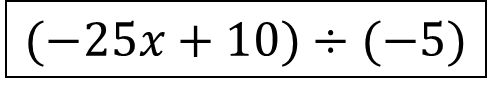 (−25x + 10) ÷ (−5)